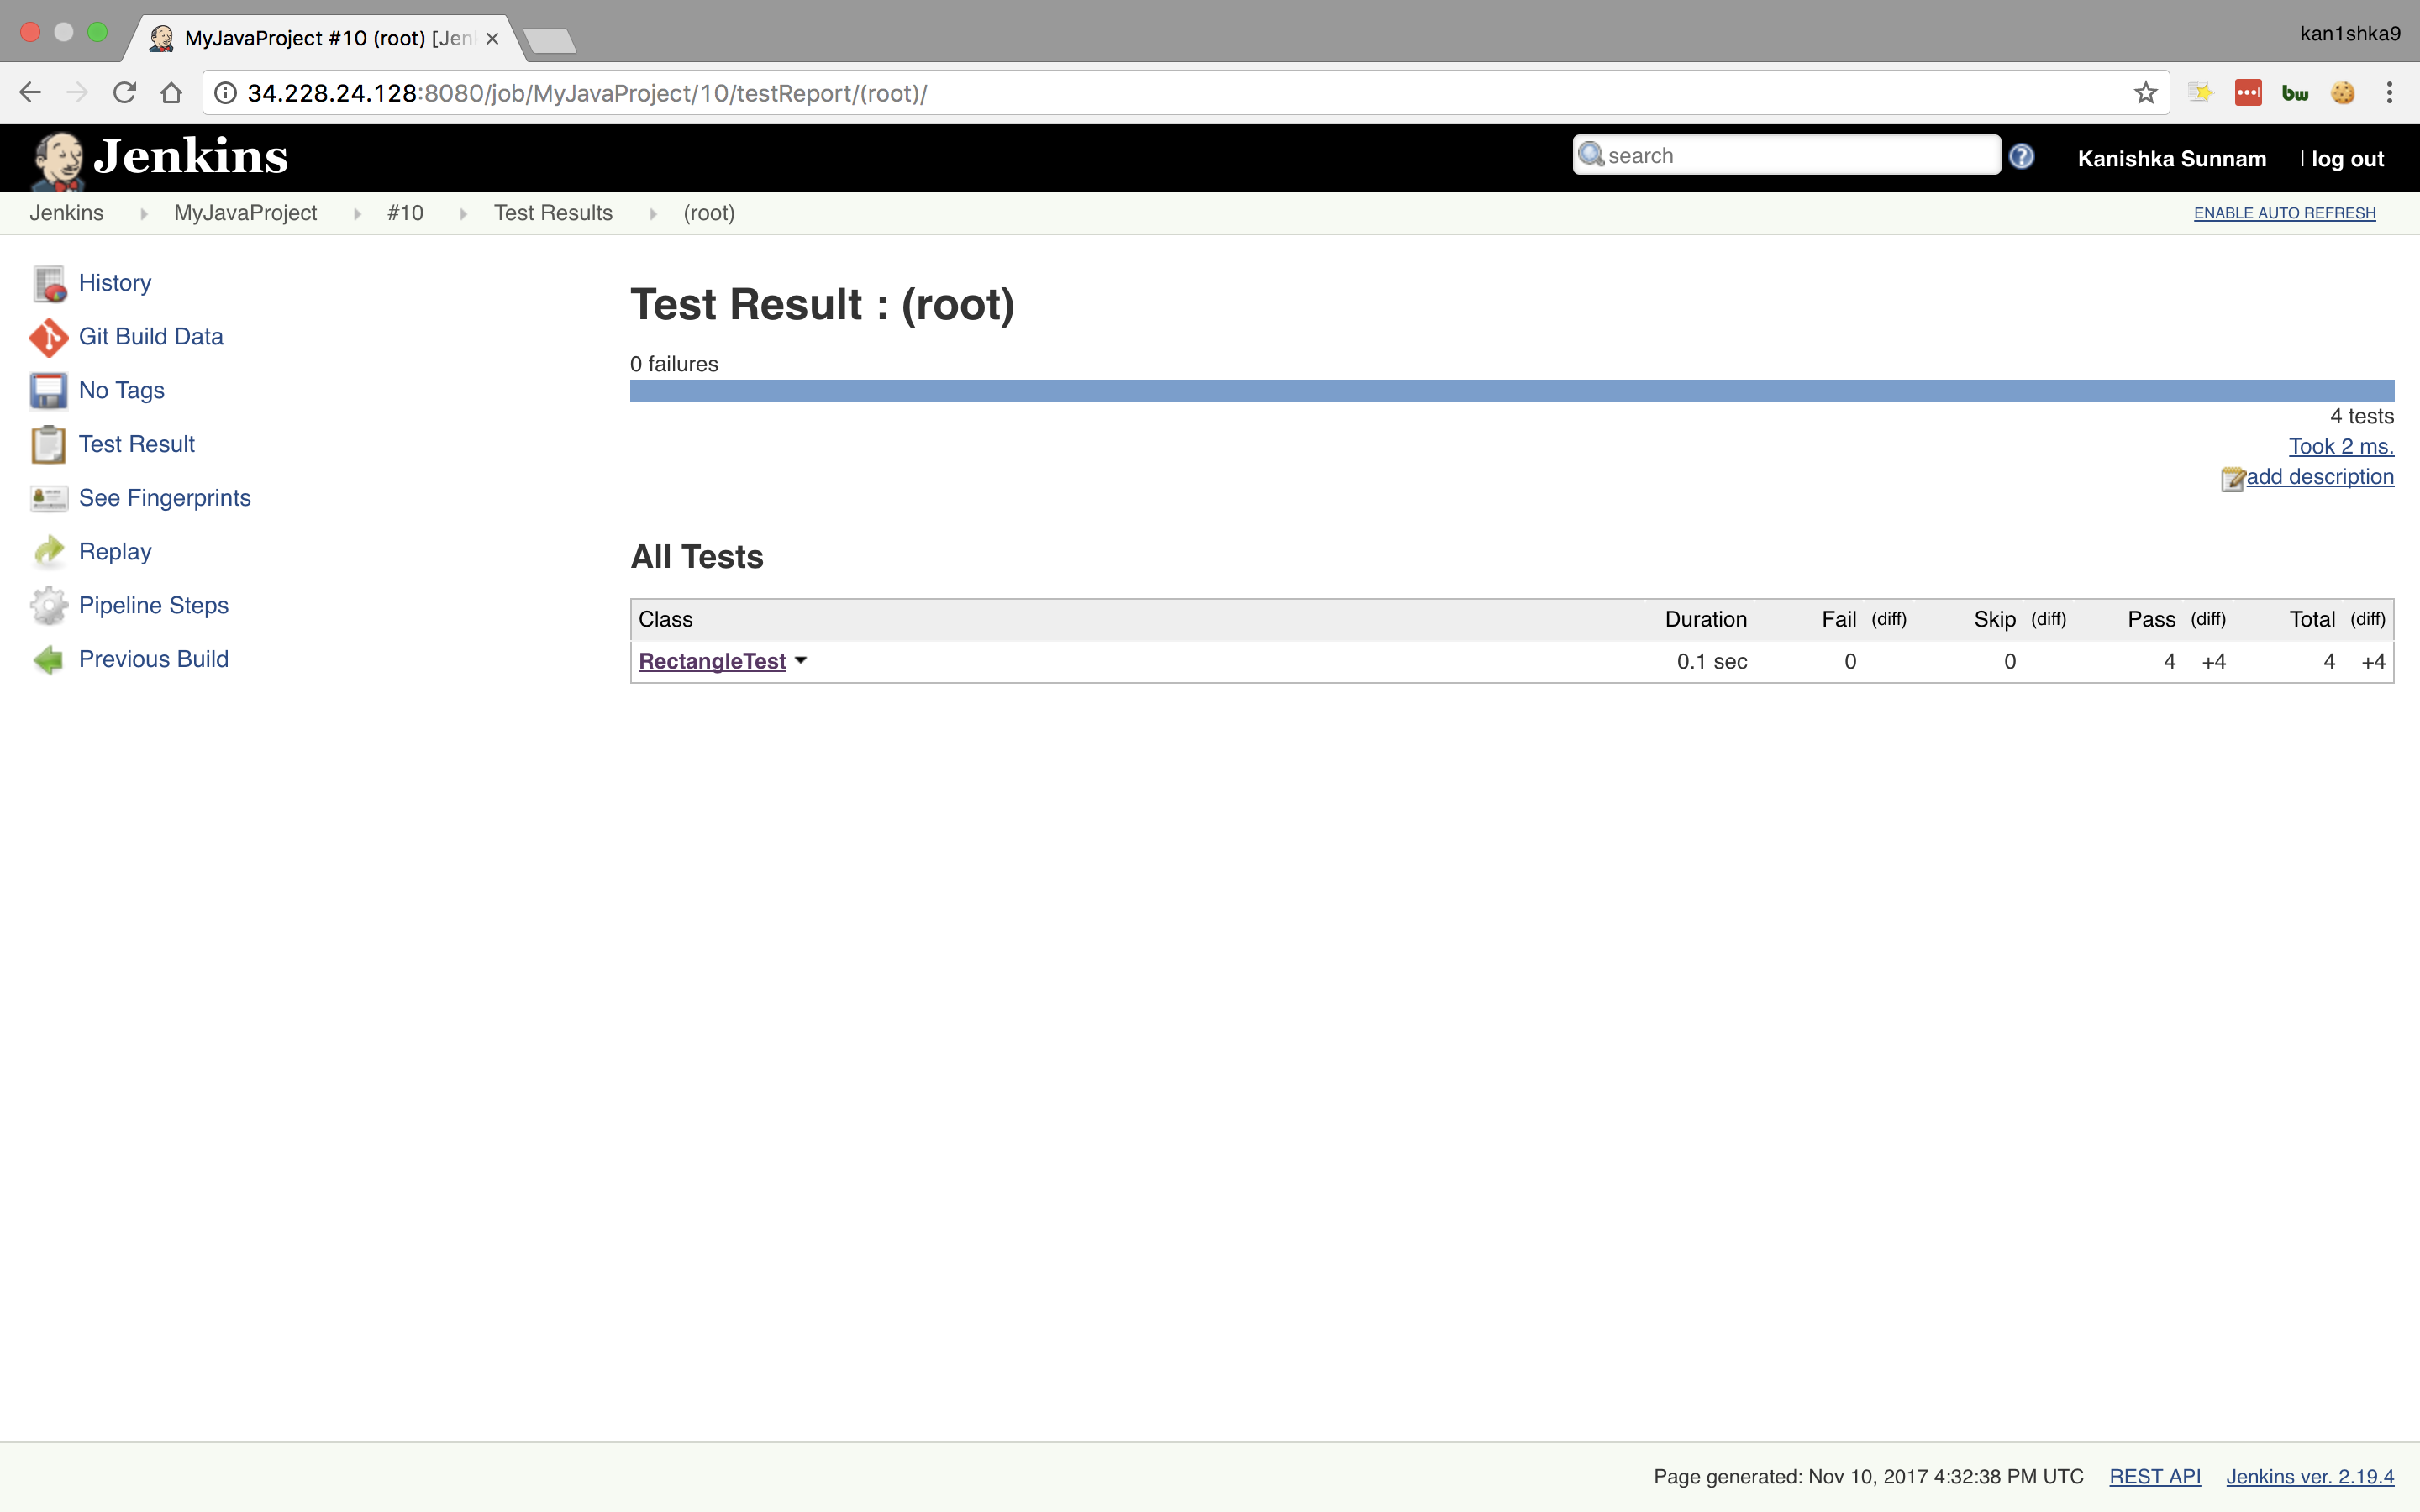 kan1shka9
MyJavaProject #10 (root) [Jen
34.228.24.128:8080/job/MyJavaProject/10/testReport/(root)/
bw
Jenkins
search
Kanishka Sunnam | log out
Jenkins MyJavaProject #10 Test Results (root)
ENABLE AUTO REFRESH
History
Git Build Data
No Tags
Test Result
See Fingerprints
Replay
Pipeline Steps
Previous Build
Test Result : (root)
0 failures
4 tests
Took 2 ms.
add description
All Tests
Class Duration Fail (diff) Skip (diff) Pass (diff) Total (diff)
RectangleTest 0.1 sec 0 0 4 +4 4 +4
Page generated: Nov 10, 2017 4:32:38 PM UTC REST API Jenkins ver. 2.19.4